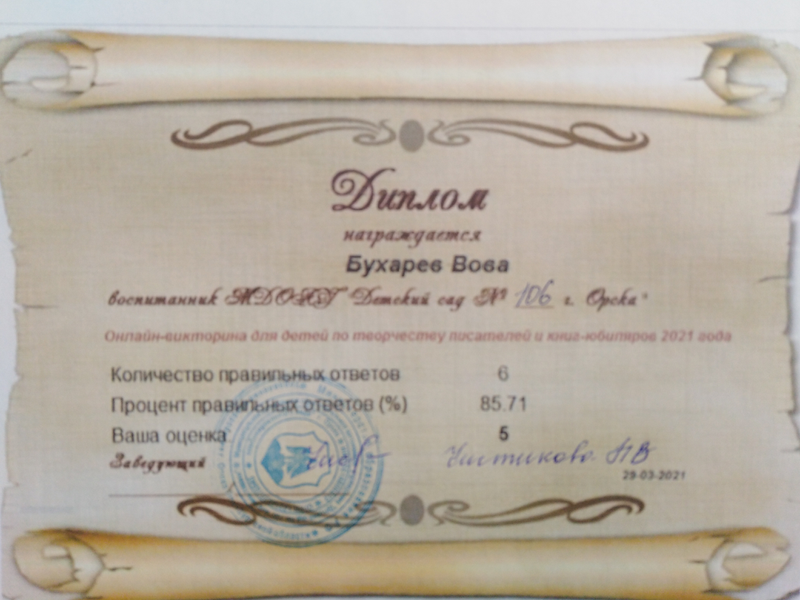 Диплом
награждается
Бухарев Вова
воспитанник МДОАУ "Детский сад № 106 г. Орска"
Онлайн-викторина для детей по творчеству писателей и книг-юбиляров 2021 года
Количество правильных ответов 6
Процент правильных ответов (%) 85.71
Ваша оценка 5
Заведующий
29-03-2021